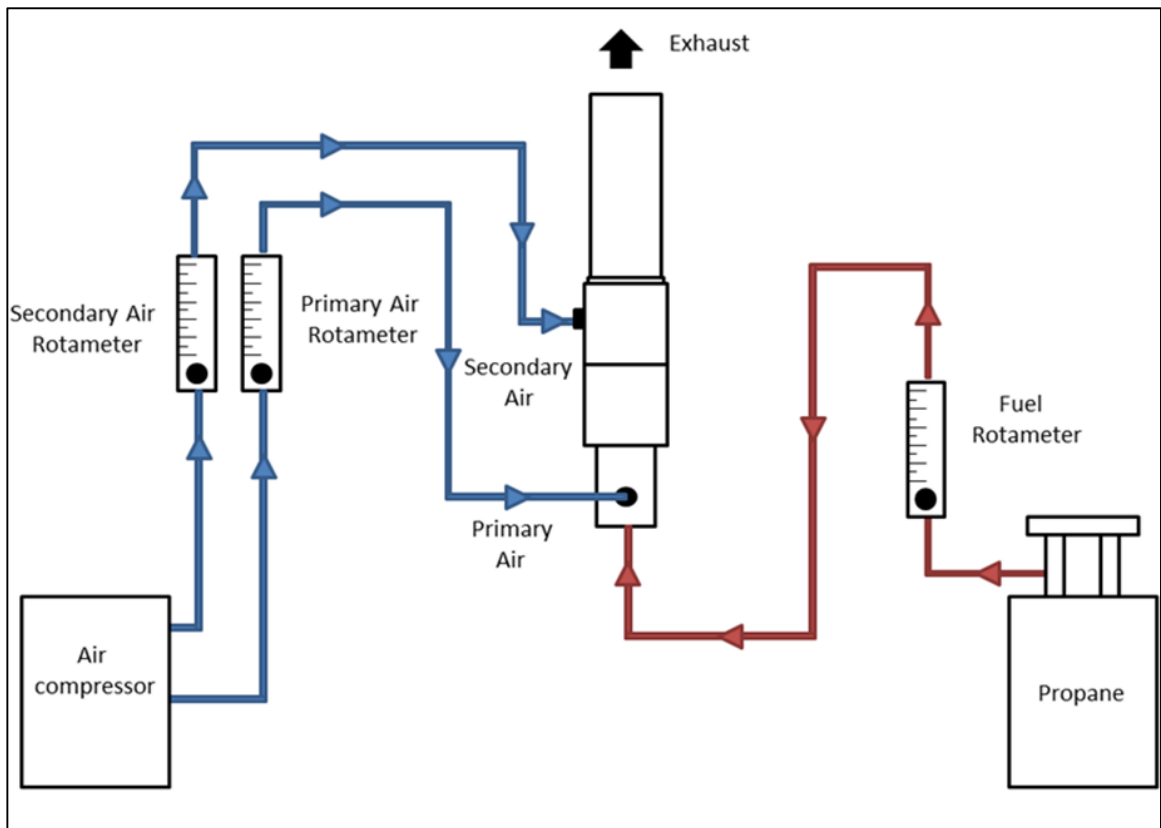 Exhaust
Secondary Air
Rotameter
Primary Air
Rotameter
Secondary
Air
Fuel
Rotameter
Primary
Air
Air
compressor
Propane